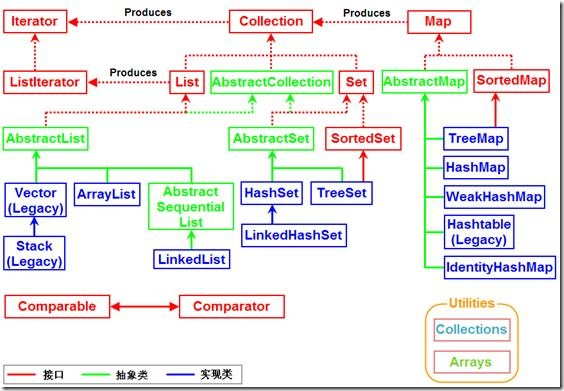 Iterator
Produces
Collection
Produces
Map
ListIterator
Produces
List
AbstractCollection
Set
AbstractMap
SortedMap
AbstractList
AbstractSet
SortedSet
TreeMap
HashMap
WeakHashMap
Hashtable
(Legacy)
IdentityHashMap
Vector
(Legacy)
ArrayList
Abstract
Sequential
List
HashSet
TreeSet
Stack
(Legacy)
LinkedList
LinkedHashSet
Comparable
Comparator
Utilities
Collections
Arrays
接口
抽象类
实现类